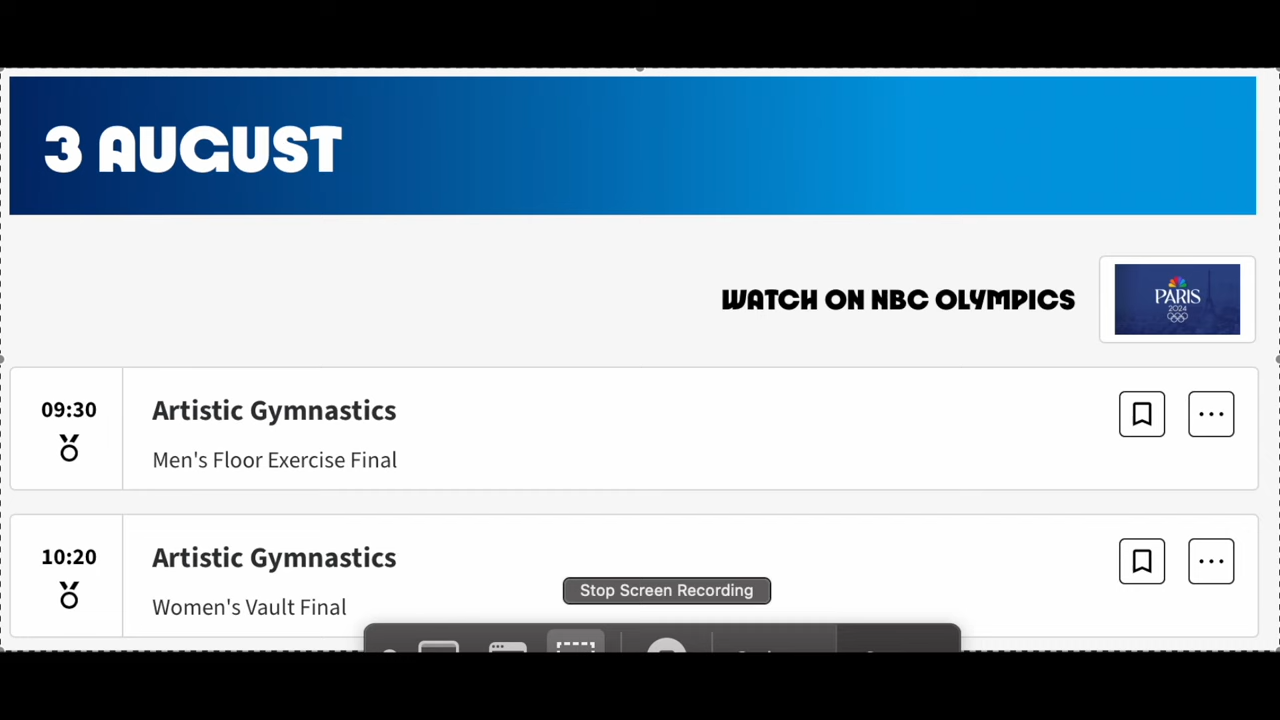 3 AUGUST
WATCH ON NBC OLYMPICS
PARIS
2024
09:30
Artistic Gymnastics
Men's Floor Exercise Final
10:20
Artistic Gymnastics
Women's Vault Final
Stop Screen Recording